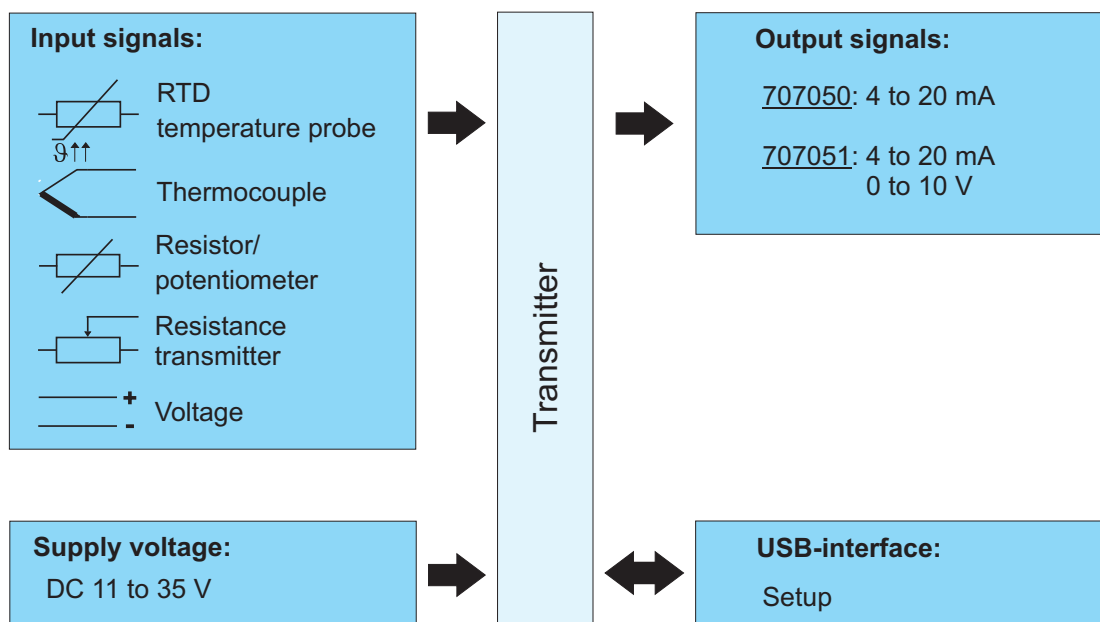 Input signals:
RTD
temperature probe
ϑ↑↑
Thermocouple
Resistor/
potentiometer
Resistance
transmitter
+
-
Voltage
Supply voltage:
DC 11 to 35 V
Transmitter
Output signals:
707050: 4 to 20 mA
707051: 4 to 20 mA
0 to 10 V
USB-interface:
Setup